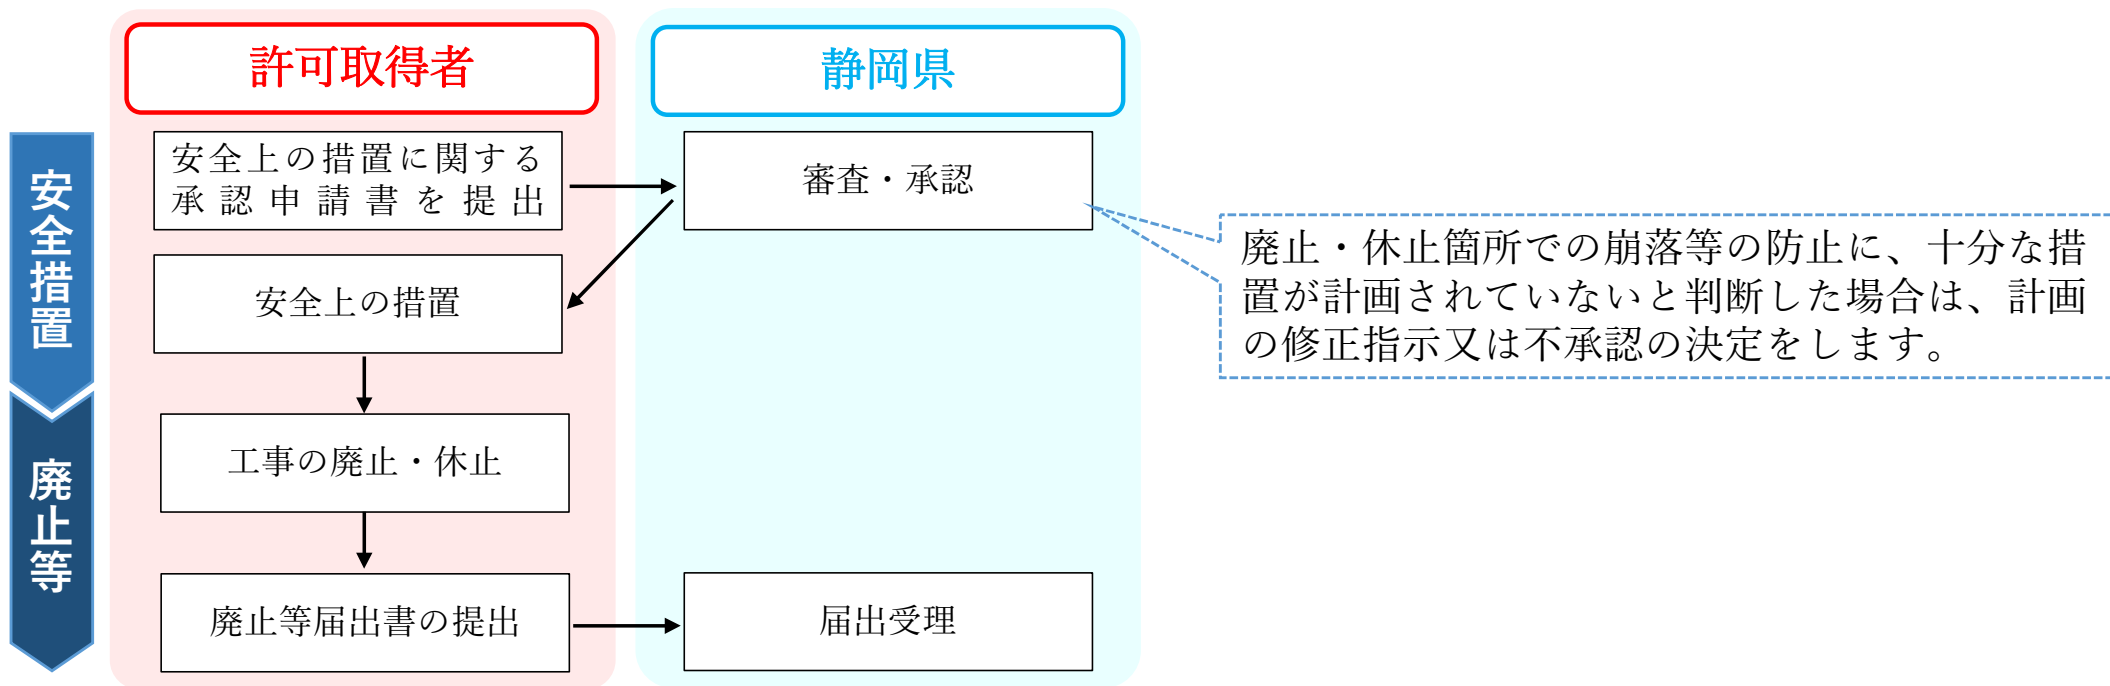 許可取得者
静岡県
安全措置
安全上の措置に関する
承認申請書を提出
審査・承認
廃止・休止箇所での崩落等の防止に、十分な措
置が計画されていないと判断した場合は、計画
の修正指示又は不承認の決定をします。
安全上の措置
廃止等
工事の廃止・休止
廃止等届出書の提出
届出受理